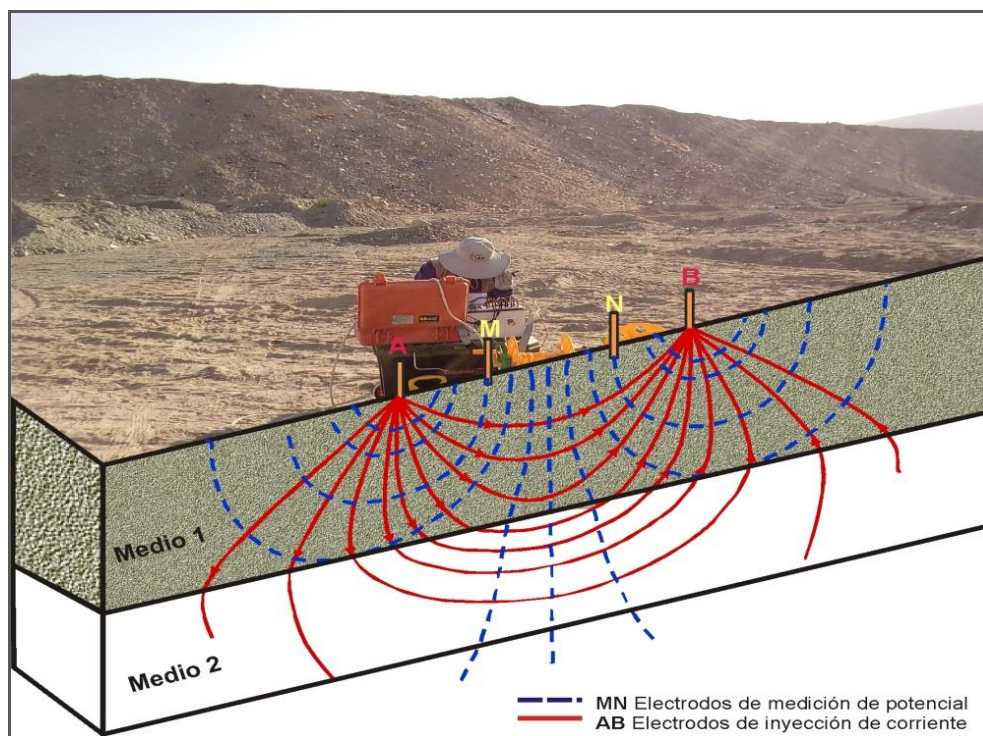 B
N
M
A
Medio 1
Medio 2
MN Electrodos de medición de potencial
AB Electrodos de inyección de corriente